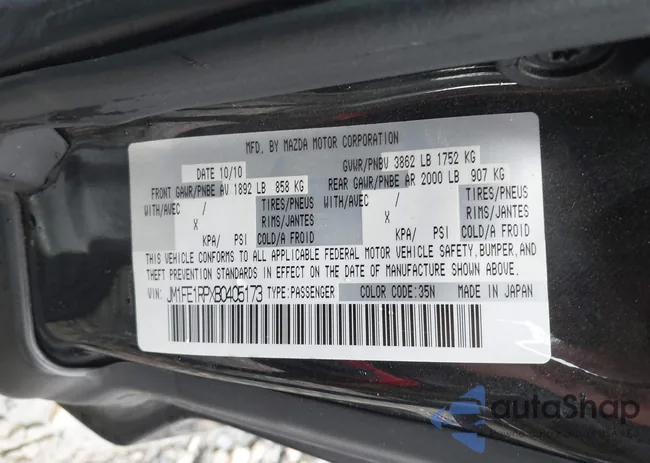 MFD. BY MAZDA MOTOR CORPORATION
DATE 10/10 GVWR/PNBV 3862 LB 1752 KG
FRONT GAWR/PNBE AV 1892 LB 858 KG REAR GAWR/PNBE AR 2000 LB 907 KG
WITH/AVEC / TIRES/PNEUS WITH/AVEC / TIRES/PNEUS
X RIMS/JANTES X RIMS/JANTES
KPA/ PSI COLD/A FROID KPA/ PSI COLD/A FROID
THIS VEHICLE CONFORMS TO ALL APPLICABLE FEDERAL MOTOR VEHICLE SAFETY, BUMPER, AND
THEFT PREVENTION STANDARDS IN EFFECT ON THE DATE OF MANUFACTURE SHOWN ABOVE.
VIN: JM1FE1RPXB0405173 TYPE:PASSENGER COLOR CODE:35N MADE IN JAPAN
autaShap